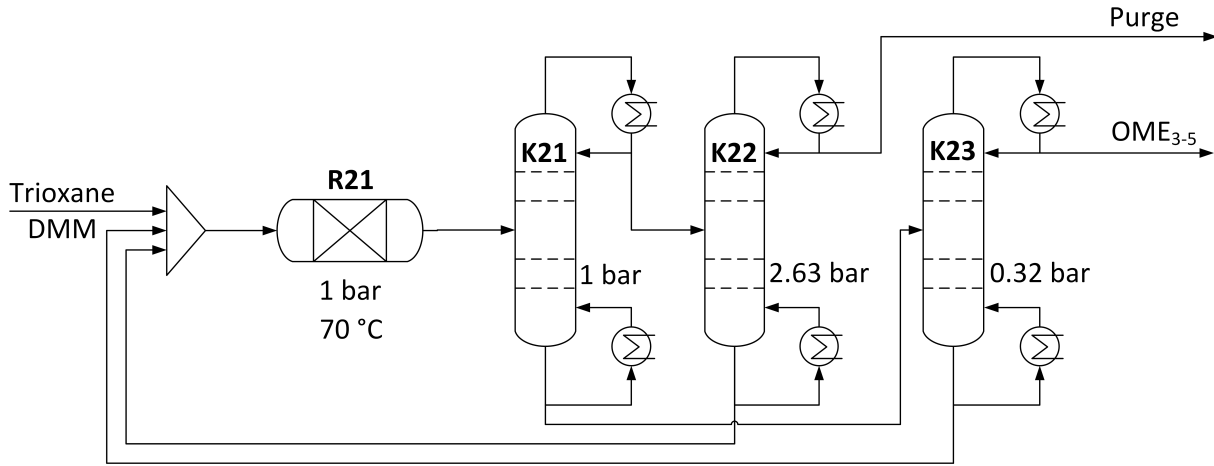 Purge
K21
K22
K23
OME₃₋₅
Trioxane
DMM
R21
1 bar
70 °C
1 bar
2.63 bar
0.32 bar